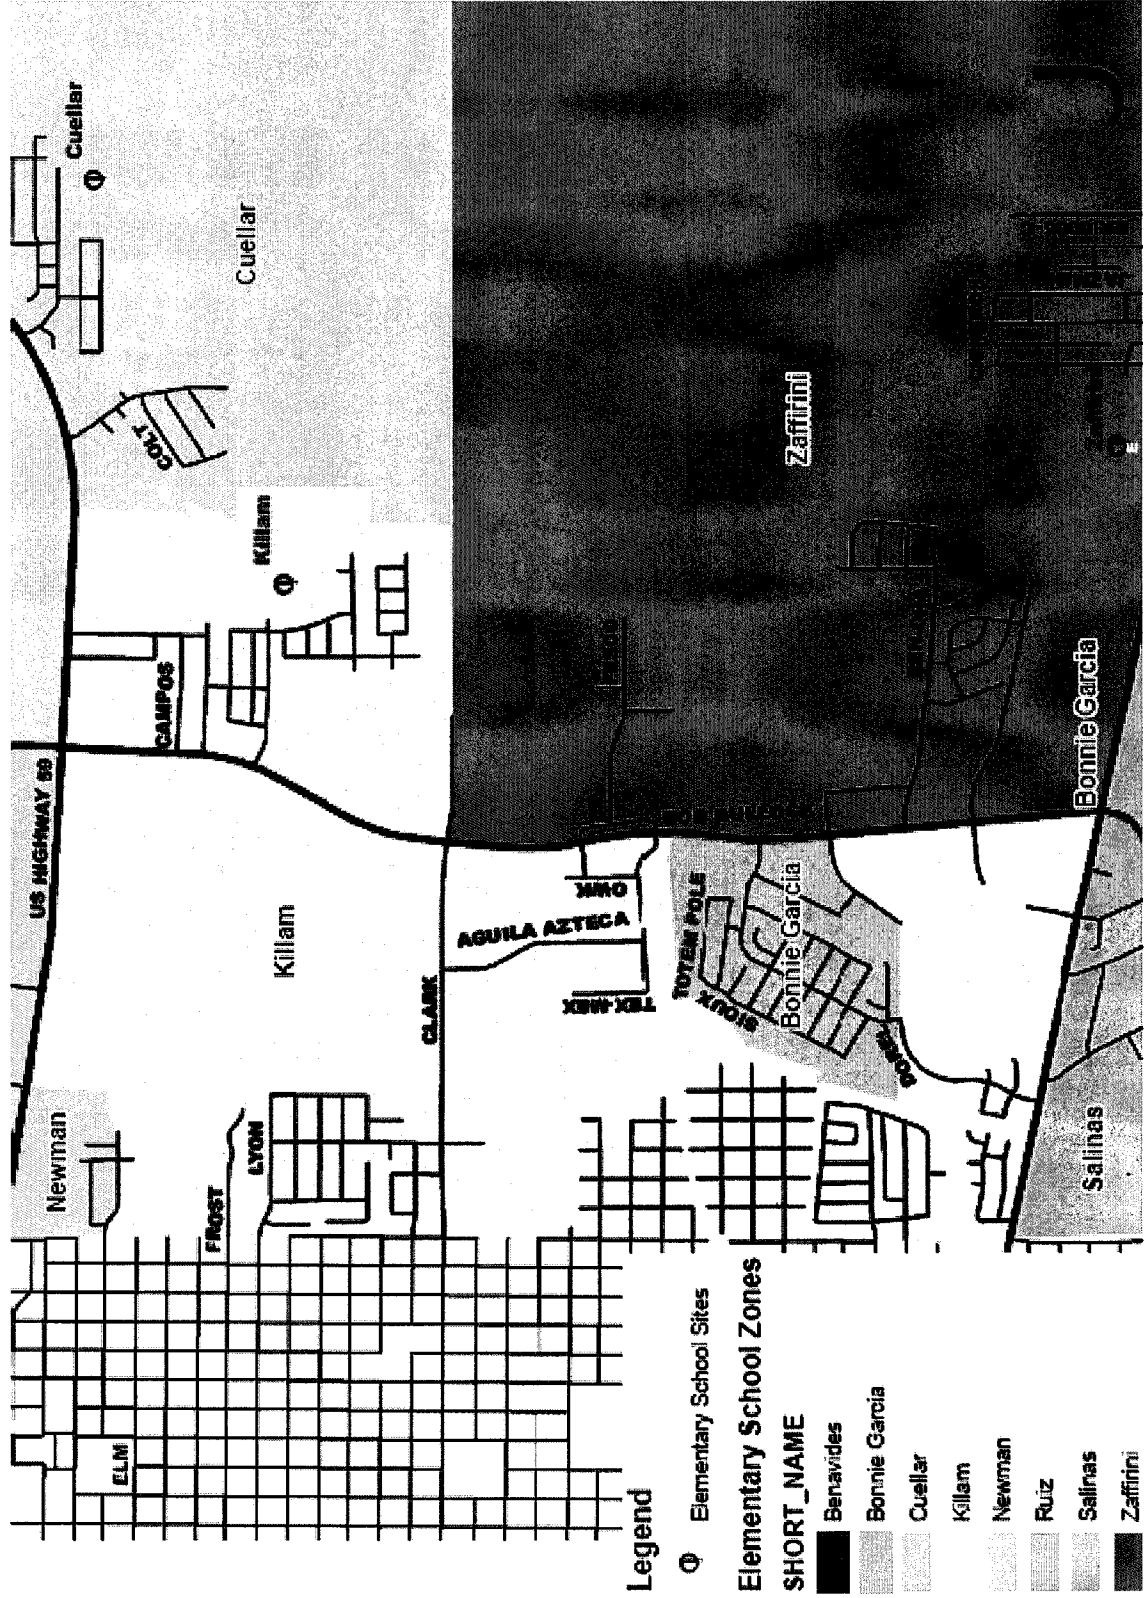 Cuellar
Cuellar
COLT
Killam
CAMPOS
US HIGHWAY 59
Killam
Newman
FROST
LYON
CLARK
AGUILA AZTECA
TEX-MEX
TOTEM POLE
SIOUX
Bonnie Garcia
Zaffirini
Bonnie Garcia
Salinas
ELM
Legend
Elementary School Sites
Elementary School Zones
SHORT_NAME
Benavides
Bonnie Garcia
Cuellar
Killam
Newman
Ruiz
Salinas
Zaffirini